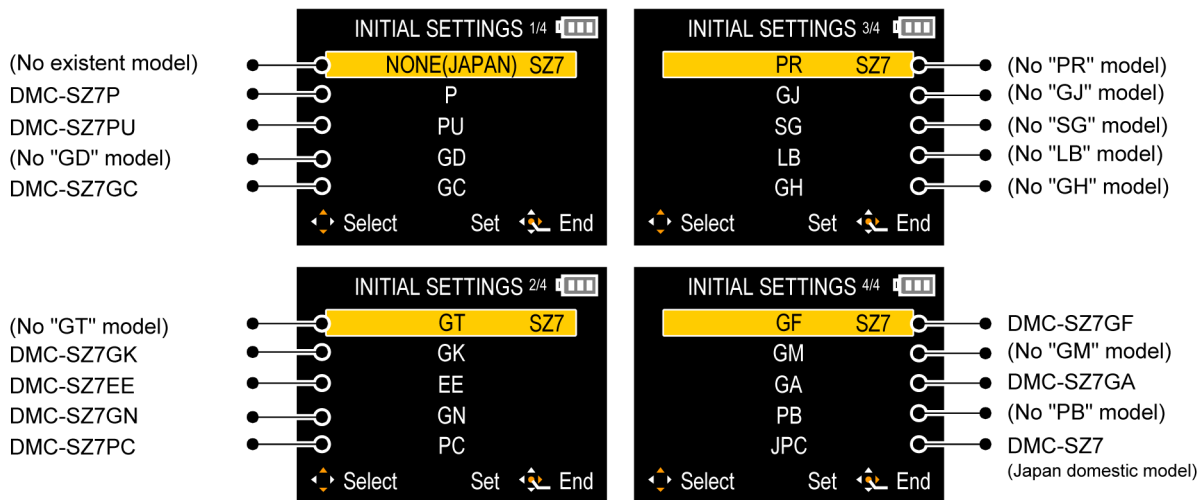 INITIAL SETTINGS 1/4
(No existent model) NONE(JAPAN) SZ7
DMC-SZ7P P
DMC-SZ7PU PU
(No "GD" model) GD
DMC-SZ7GC GC
Select Set End
INITIAL SETTINGS 3/4
PR SZ7 (No "PR" model)
GJ (No "GJ" model)
SG (No "SG" model)
LB (No "LB" model)
GH (No "GH" model)
Select Set End
INITIAL SETTINGS 2/4
(No "GT" model) GT SZ7
DMC-SZ7GK GK
DMC-SZ7EE EE
DMC-SZ7GN GN
DMC-SZ7PC PC
Select Set End
INITIAL SETTINGS 4/4
GF SZ7 DMC-SZ7GF
GM (No "GM" model)
GA DMC-SZ7GA
PB (No "PB" model)
JPC DMC-SZ7
(Japan domestic model)
Select Set End